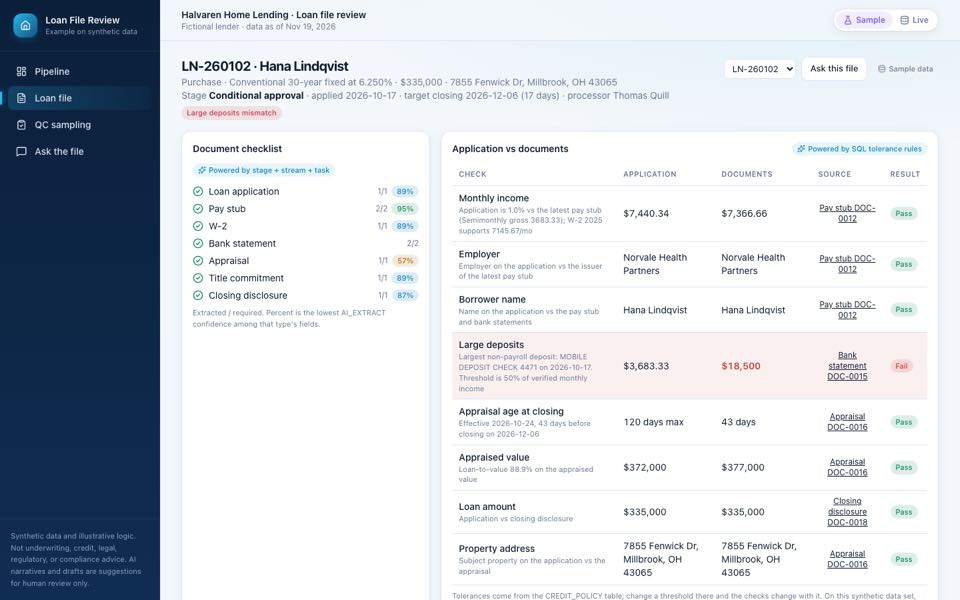 Loan File Review
Example on synthetic data
Pipeline
Loan file
QC sampling
Ask the file
Synthetic data and illustrative logic.
Not underwriting, credit, legal,
regulatory, or compliance advice. AI
narratives and drafts are suggestions
for human review only.
Halvaren Home Lending · Loan file review
Fictional lender · data as of Nov 19, 2026
Sample
Live
LN-260102 · Hana Lindqvist
Purchase · Conventional 30-year fixed at 6.250% · $335,000 · 7855 Fenwick Dr, Millbrook, OH 43065
Stage Conditional approval · applied 2026-10-17 · target closing 2026-12-06 (17 days) · processor Thomas Quill
Large deposits mismatch
LN-260102
Ask this file
Sample data
Document checklist
Powered by stage + stream + task
Loan application 1/1 89%
Pay stub 2/2 95%
W-2 1/1 89%
Bank statement 2/2
Appraisal 1/1 57%
Title commitment 1/1 89%
Closing disclosure 1/1 87%
Extracted / required. Percent is the lowest AI_EXTRACT
confidence among that type's fields.
Application vs documents
Powered by SQL tolerance rules
CHECK APPLICATION DOCUMENTS SOURCE RESULT
Monthly income
Application is 1.0% vs the latest pay stub
(Semimonthly gross 3683.33); W-2 2025
supports 7145.67/mo
$7,440.34
$7,366.66
Pay stub DOC-
0012
Pass
Employer
Employer on the application vs the issuer
of the latest pay stub
Norvale Health
Partners
Norvale Health
Partners
Pay stub DOC-
0012
Pass
Borrower name
Name on the application vs the pay stub
and bank statements
Hana Lindqvist
Hana Lindqvist
Pay stub DOC-
0012
Pass
Large deposits
Largest non-payroll deposit: MOBILE
DEPOSIT CHECK 4471 on 2026-10-17.
Threshold is 50% of verified monthly
income
$3,683.33
$18,500
Bank
statement
DOC-0015
Fail
Appraisal age at closing
Effective 2026-10-24, 43 days before
closing on 2026-12-06
120 days max
43 days
Appraisal
DOC-0016
Pass
Appraised value
Loan-to-value 88.9% on the appraised
value
$372,000
$377,000
Appraisal
DOC-0016
Pass
Loan amount
Application vs closing disclosure
$335,000
$335,000
Closing
disclosure
DOC-0018
Pass
Property address
Subject property on the application vs the
appraisal
7855 Fenwick Dr,
Millbrook, OH
43065
7855 Fenwick Dr,
Millbrook, OH
43065
Appraisal
DOC-0016
Pass
Tolerances come from the CREDIT_POLICY table; change a threshold there and the checks change with it. On this synthetic data set,